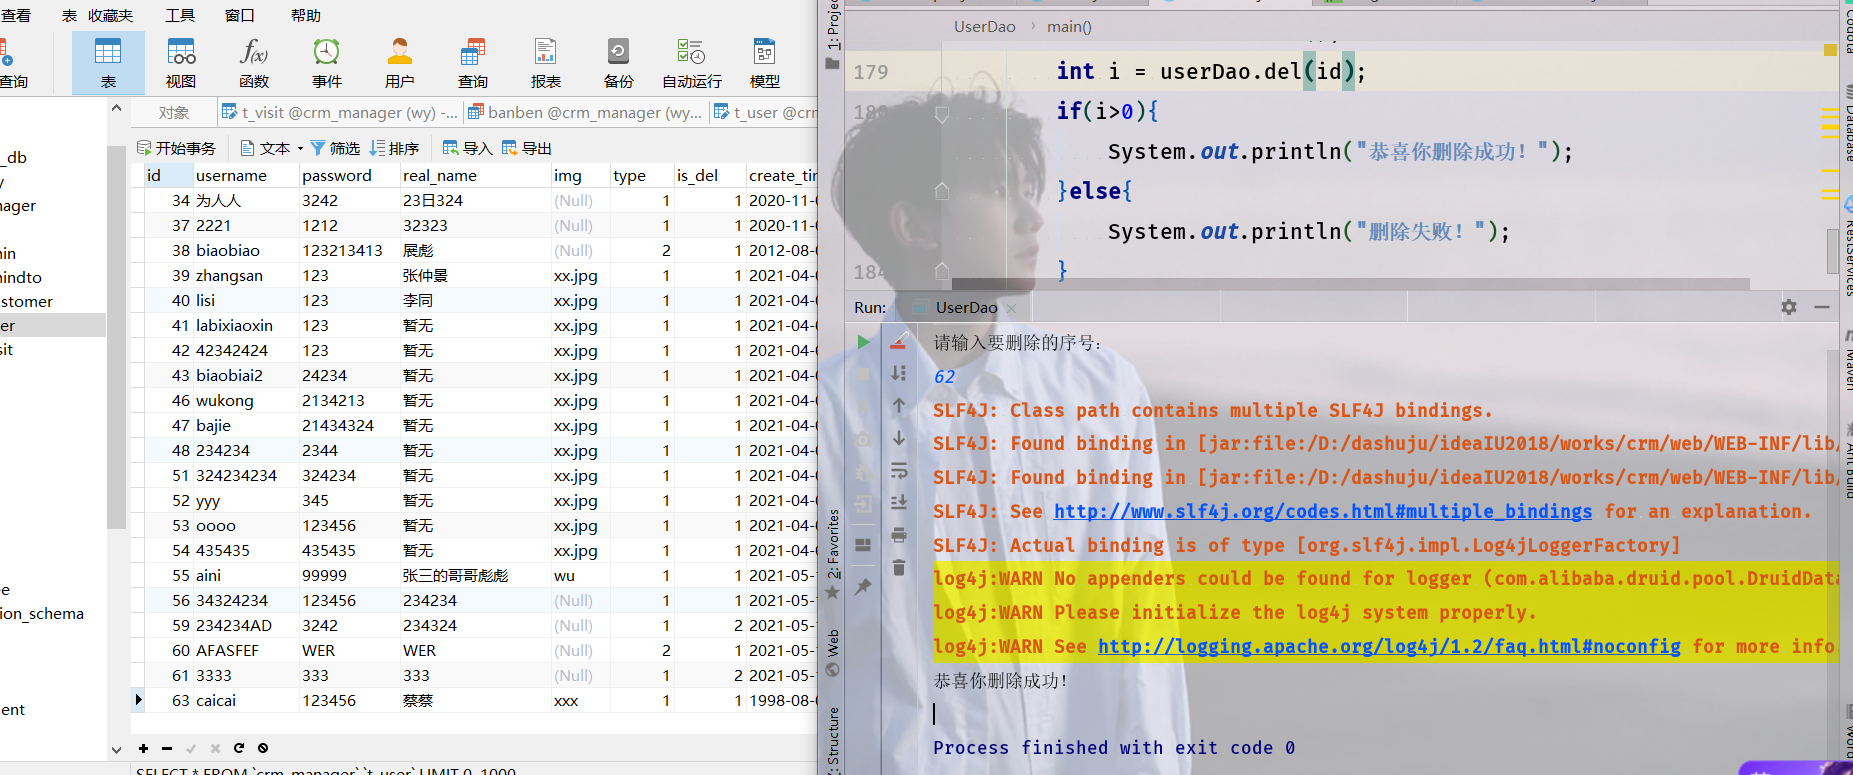 查看 表 收藏夹 工具 窗口 帮助
查询 表 视图 函数 事件 用户 查询 报表 备份 自动运行 模型
对象 t_visit @crm_manager (wy) -... banben @crm_manager (wy... t_user @crm
开始事务 文本 筛选 排序 导入 导出
_db
y
nager
nin
mindto
stomer
er
sit
e
ion_schema
ent
id username password real_name img type is_del create_tim
34 为人人 3242 23日324 (Null) 1 1 2020-11-0
37 2221 1212 32323 (Null) 1 1 2020-11-0
38 biaobiao 123213413 展彪 (Null) 2 1 2012-08-0
39 zhangsan 123 张仲景 xx.jpg 1 1 2021-04-0
40 lisi 123 李同 xx.jpg 1 1 2021-04-0
41 labixiaoxin 123 暂无 xx.jpg 1 1 2021-04-0
42 42342424 123 暂无 xx.jpg 1 1 2021-04-0
43 biaobiai2 24234 暂无 xx.jpg 1 1 2021-04-0
46 wukong 2134213 暂无 xx.jpg 1 1 2021-04-0
47 bajie 21434324 暂无 xx.jpg 1 1 2021-04-0
48 234234 2344 暂无 xx.jpg 1 1 2021-04-0
51 324234234 324234 暂无 xx.jpg 1 1 2021-04-0
52 yyy 345 暂无 xx.jpg 1 1 2021-04-0
53 oooo 123456 暂无 xx.jpg 1 1 2021-04-0
54 435435 435435 暂无 xx.jpg 1 1 2021-04-0
55 aini 99999 张三的哥哥彪彪 wu 1 1 2021-05-
56 34324234 123456 234234 (Null) 1 1 2021-05-
59 234234AD 3242 234324 (Null) 1 2 2021-05-
60 AFASFEF WER WER (Null) 2 1 2021-05-
61 3333 333 333 (Null) 1 2 2021-05-
63 caicai 123456 蔡蔡 xxx 1 1 1998-08-0
SELECT * FROM `crm_manager`.`t_user` LIMIT 0, 1000
1: Project
UserDao main()
179 int i = userDao.del(id);
180 if(i>0){
System.out.println("恭喜你删除成功！");
}else{
System.out.println("删除失败！");
184 }
Run: UserDao
请输入要删除的序号：
62
SLF4J: Class path contains multiple SLF4J bindings.
SLF4J: Found binding in [jar:file:/D:/dashuju/ideaIU2018/works/crm/web/WEB-INF/lib/
SLF4J: Found binding in [jar:file:/D:/dashuju/ideaIU2018/works/crm/web/WEB-INF/lib/
SLF4J: See http://www.slf4j.org/codes.html#multiple_bindings for an explanation.
SLF4J: Actual binding is of type [org.slf4j.impl.Log4jLoggerFactory]
log4j:WARN No appenders could be found for logger (com.alibaba.druid.pool.DruidData
log4j:WARN Please initialize the log4j system properly.
log4j:WARN See http://logging.apache.org/log4j/1.2/faq.html#noconfig for more info.
恭喜你删除成功！
Process finished with exit code 0
2: Favorites
Web
Z: Structure
Codota
Database
RestServices
Maven
Ant Build
Word